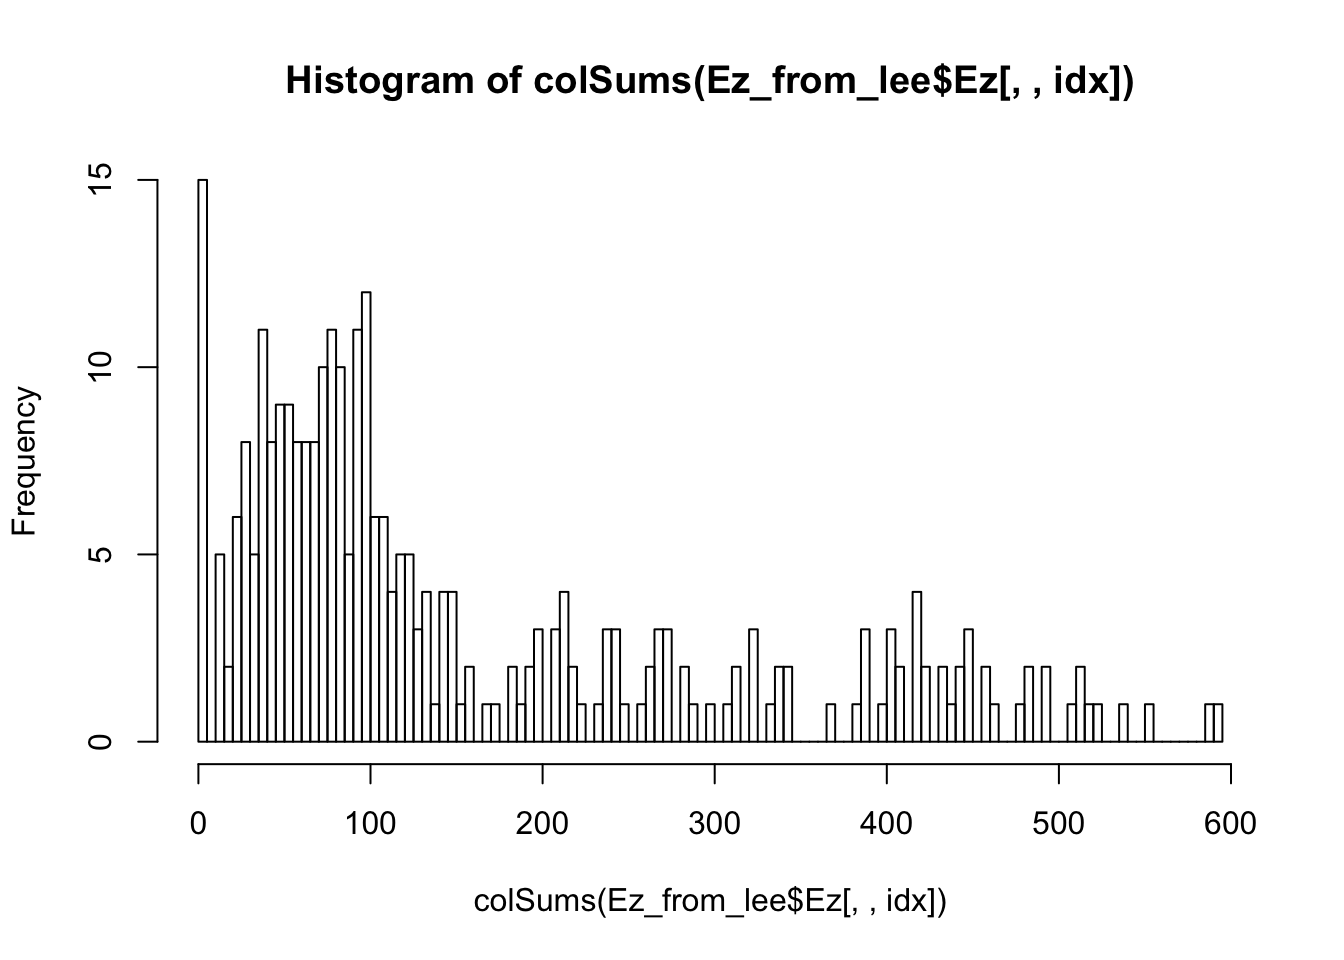 Histogram of colSums(Ez_from_lee$Ez[, , idx])
Frequency
15
10
5
0
0 100 200 300 400 500 600
colSums(Ez_from_lee$Ez[, , idx])